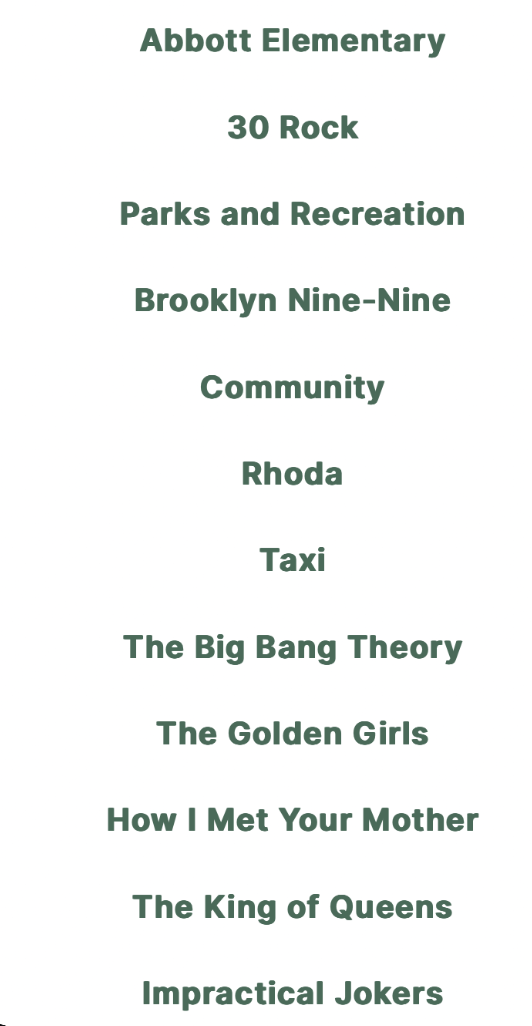 Abbott Elementary
30 Rock
Parks and Recreation
Brooklyn Nine-Nine
Community
Rhoda
Taxi
The Big Bang Theory
The Golden Girls
How I Met Your Mother
The King of Queens
Impractical Jokers